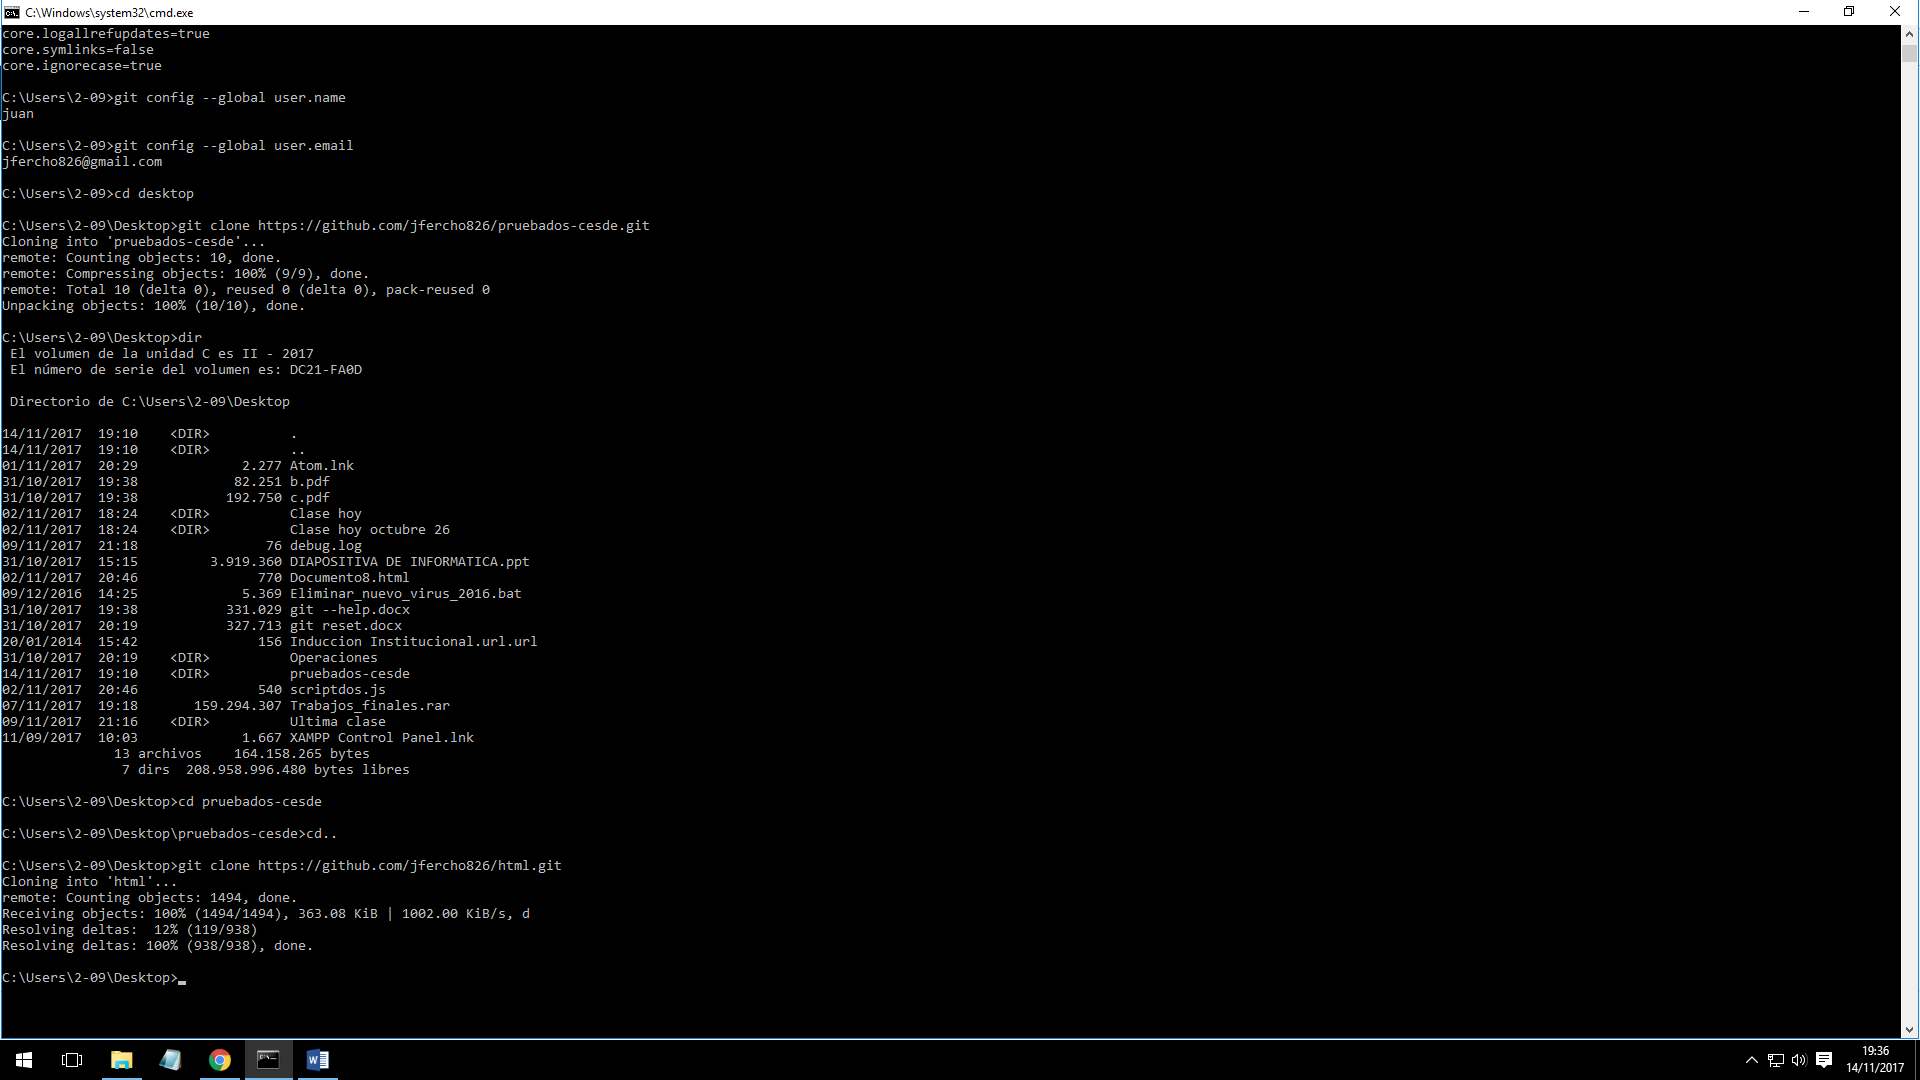 C:\Windows\system32\cmd.exe
core.logallrefupdates=true
core.symlinks=false
core.ignorecase=true
C:\Users\2-09>git config --global user.name
juan
C:\Users\2-09>git config --global user.email
jfercho826@gmail.com
C:\Users\2-09>cd desktop
C:\Users\2-09\Desktop>git clone https://github.com/jfercho826/pruebados-cesde.git
Cloning into 'pruebados-cesde'...
remote: Counting objects: 10, done.
remote: Compressing objects: 100% (9/9), done.
remote: Total 10 (delta 0), reused 0 (delta 0), pack-reused 0
Unpacking objects: 100% (10/10), done.
C:\Users\2-09\Desktop>dir
El volumen de la unidad C es II - 2017
El número de serie del volumen es: DC21-FA0D
Directorio de C:\Users\2-09\Desktop
14/11/2017  19:10    <DIR>          .
14/11/2017  19:10    <DIR>          ..
01/11/2017  20:29             2.277 Atom.lnk
31/10/2017  19:38            82.251 b.pdf
31/10/2017  19:38           192.750 c.pdf
02/11/2017  18:24    <DIR>          Clase hoy
02/11/2017  18:24    <DIR>          Clase hoy octubre 26
09/11/2017  21:18                76 debug.log
31/10/2017  15:15         3.919.360 DIAPOSITIVA DE INFORMATICA.ppt
02/11/2017  20:46               770 Documento8.html
09/12/2016  14:25             5.369 Eliminar_nuevo_virus_2016.bat
31/10/2017  19:38           331.029 git --help.docx
31/10/2017  20:19           327.713 git reset.docx
20/01/2014  15:42               156 Induccion Institucional.url.url
31/10/2017  20:19    <DIR>          Operaciones
14/11/2017  19:10    <DIR>          pruebados-cesde
02/11/2017  20:46               540 scriptdos.js
07/11/2017  19:18       159.294.307 Trabajos_finales.rar
09/11/2017  21:16    <DIR>          Ultima clase
11/09/2017  10:03             1.667 XAMPP Control Panel.lnk
13 archivos    164.158.265 bytes
7 dirs  208.958.996.480 bytes libres
C:\Users\2-09\Desktop>cd pruebados-cesde
C:\Users\2-09\Desktop\pruebados-cesde>cd..
C:\Users\2-09\Desktop>git clone https://github.com/jfercho826/html.git
Cloning into 'html'...
remote: Counting objects: 1494, done.
Receiving objects: 100% (1494/1494), 363.08 KiB | 1002.00 KiB/s, d
Resolving deltas:  12% (119/938)
Resolving deltas: 100% (938/938), done.
C:\Users\2-09\Desktop>
19:36
14/11/2017